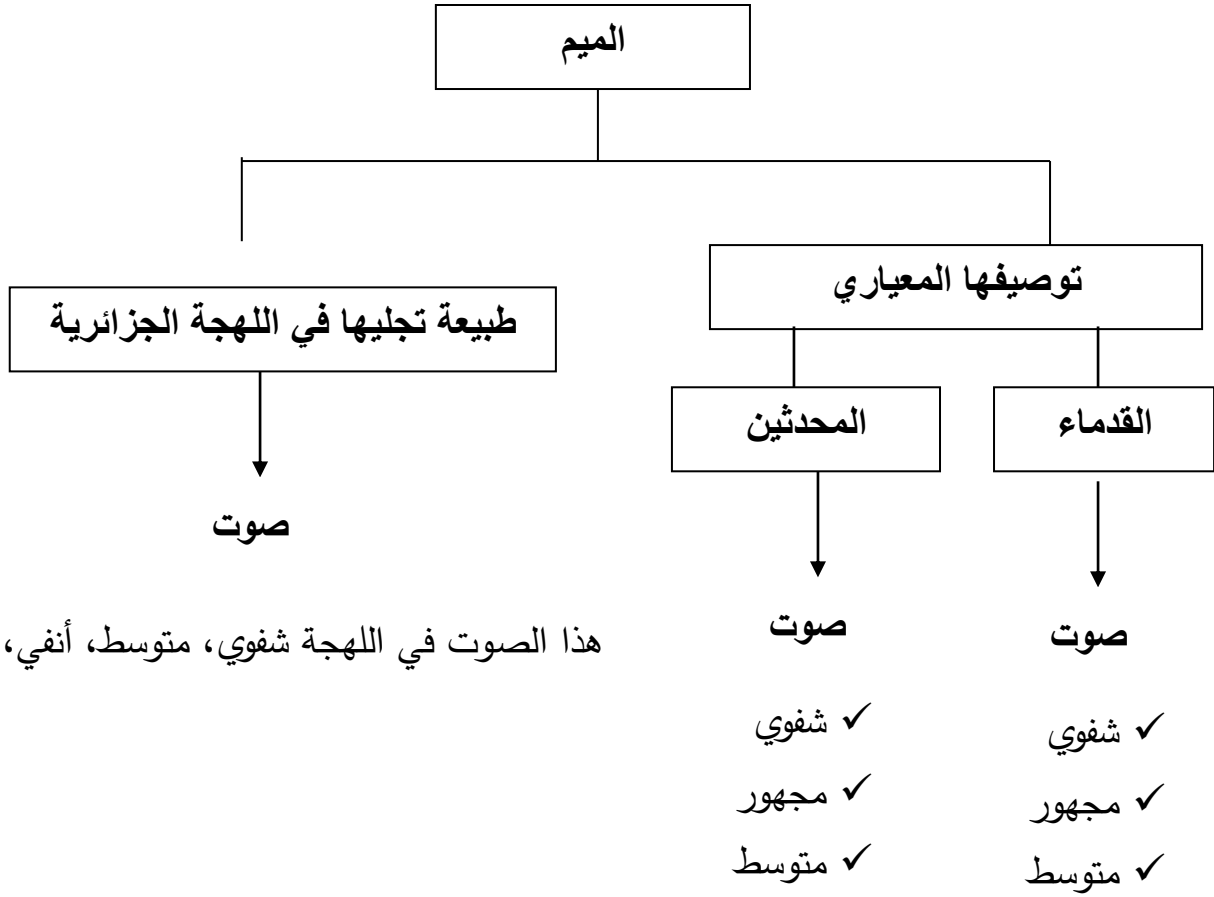 الميم
توصيفها المعياري
طبيعة تجليها في اللهجة الجزائرية
القدماء
المحدثين
صوت
صوت
صوت
هذا الصوت في اللهجة شفوي، متوسط، أنفي،
✓ شفوي
✓ مجهور
✓ متوسط
✓ شفوي
✓ مجهور
✓ متوسط